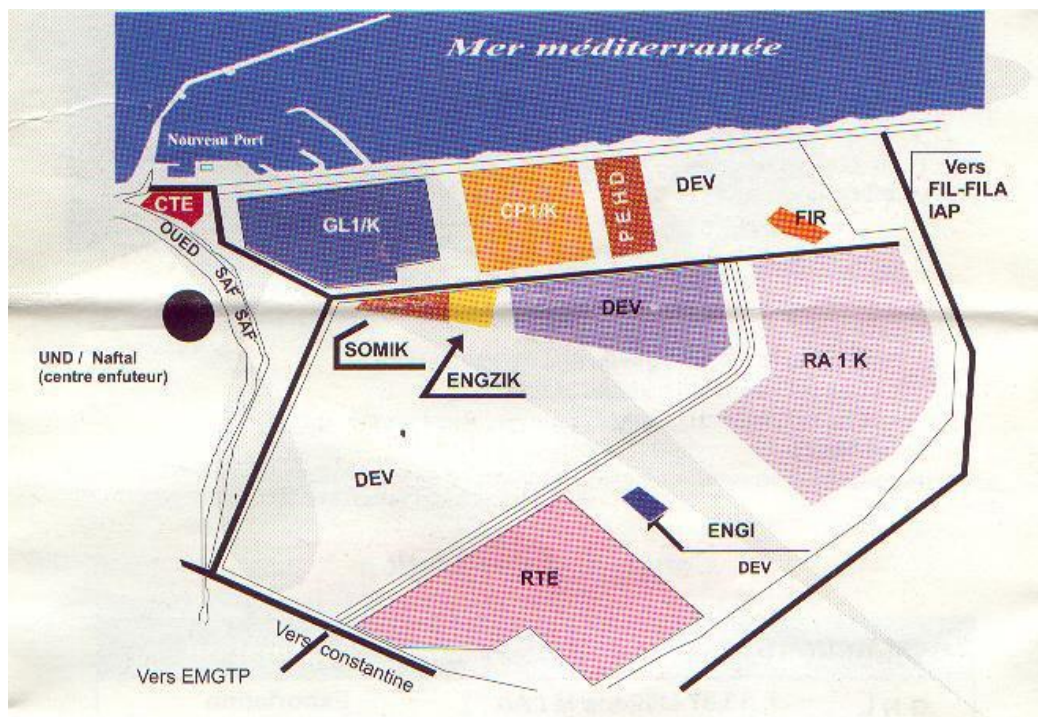 Mer méditerranée
Nouveau Port
CTE
GL1/K
CP1/K
PEHD
DEV
FIR
Vers
FIL-FILA
IAP
OUED
SAF SAF
UND / Naftal
(centre enfuteur)
SOMIK
ENGZIK
DEV
RA 1 K
DEV
ENGI
DEV
RTE
Vers constantine
Vers EMGTP